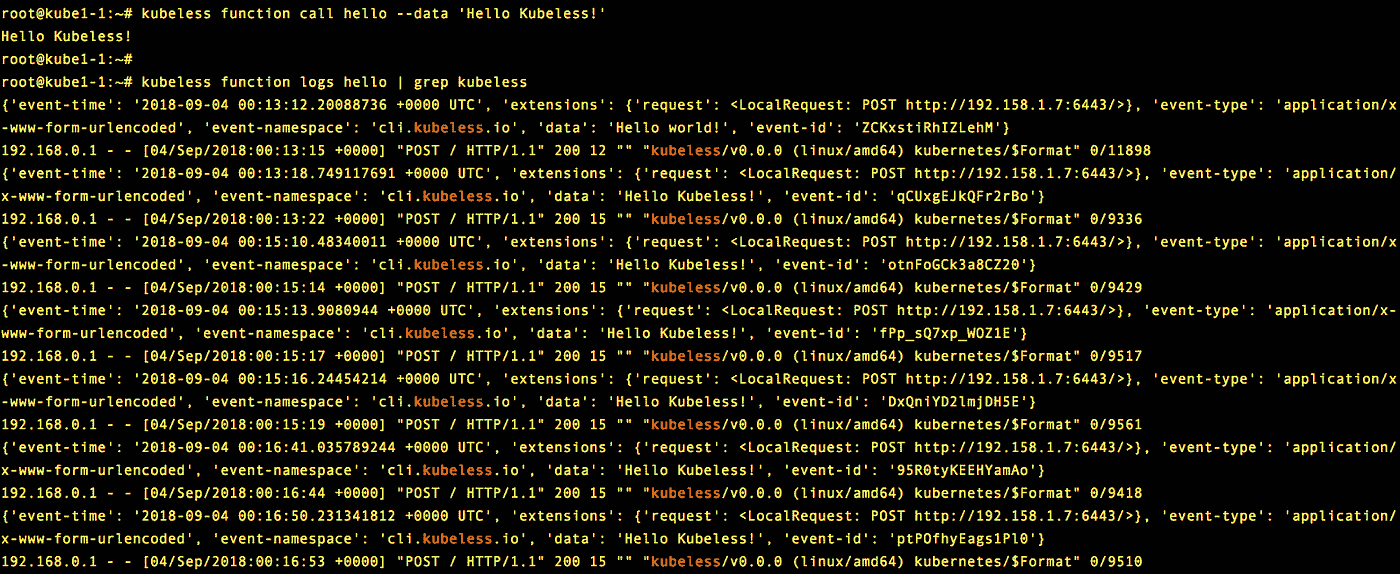 root@kube1-1:~# kubeless function call hello --data 'Hello Kubeless!'
Hello Kubeless!
root@kube1-1:~#
root@kube1-1:~# kubeless function logs hello | grep kubeless
{'event-time': '2018-09-04 00:13:12.20088736 +0000 UTC', 'extensions': {'request': <LocalRequest: POST http://192.158.1.7:6443/>}, 'event-type': 'application/x
-www-form-urlencoded', 'event-namespace': 'cli.kubeless.io', 'data': 'Hello world!', 'event-id': 'ZCKxstiRhIZLehM'}
192.168.0.1 - - [04/Sep/2018:00:13:15 +0000] "POST / HTTP/1.1" 200 12 "" "kubeless/v0.0.0 (linux/amd64) kubernetes/$Format" 0/11898
{'event-time': '2018-09-04 00:13:18.749117691 +0000 UTC', 'extensions': {'request': <LocalRequest: POST http://192.158.1.7:6443/>}, 'event-type': 'application/
x-www-form-urlencoded', 'event-namespace': 'cli.kubeless.io', 'data': 'Hello Kubeless!', 'event-id': 'qCUxgEJkQFr2rBo'}
192.168.0.1 - - [04/Sep/2018:00:13:22 +0000] "POST / HTTP/1.1" 200 15 "" "kubeless/v0.0.0 (linux/amd64) kubernetes/$Format" 0/9336
{'event-time': '2018-09-04 00:15:10.48340011 +0000 UTC', 'extensions': {'request': <LocalRequest: POST http://192.158.1.7:6443/>}, 'event-type': 'application/x
-www-form-urlencoded', 'event-namespace': 'cli.kubeless.io', 'data': 'Hello Kubeless!', 'event-id': 'otnFoGCk3a8CZ20'}
192.168.0.1 - - [04/Sep/2018:00:15:14 +0000] "POST / HTTP/1.1" 200 15 "" "kubeless/v0.0.0 (linux/amd64) kubernetes/$Format" 0/9429
{'event-time': '2018-09-04 00:15:13.9080944 +0000 UTC', 'extensions': {'request': <LocalRequest: POST http://192.158.1.7:6443/>}, 'event-type': 'application/x-
www-form-urlencoded', 'event-namespace': 'cli.kubeless.io', 'data': 'Hello Kubeless!', 'event-id': 'fPp_sQ7xp_WOZ1E'}
192.168.0.1 - - [04/Sep/2018:00:15:17 +0000] "POST / HTTP/1.1" 200 15 "" "kubeless/v0.0.0 (linux/amd64) kubernetes/$Format" 0/9517
{'event-time': '2018-09-04 00:15:16.24454214 +0000 UTC', 'extensions': {'request': <LocalRequest: POST http://192.158.1.7:6443/>}, 'event-type': 'application/x
-www-form-urlencoded', 'event-namespace': 'cli.kubeless.io', 'data': 'Hello Kubeless!', 'event-id': 'DxQniYD2lmjDH5E'}
192.168.0.1 - - [04/Sep/2018:00:15:19 +0000] "POST / HTTP/1.1" 200 15 "" "kubeless/v0.0.0 (linux/amd64) kubernetes/$Format" 0/9561
{'event-time': '2018-09-04 00:16:41.035789244 +0000 UTC', 'extensions': {'request': <LocalRequest: POST http://192.158.1.7:6443/>}, 'event-type': 'application/
x-www-form-urlencoded', 'event-namespace': 'cli.kubeless.io', 'data': 'Hello Kubeless!', 'event-id': '95R0tyKEEHYamAo'}
192.168.0.1 - - [04/Sep/2018:00:16:44 +0000] "POST / HTTP/1.1" 200 15 "" "kubeless/v0.0.0 (linux/amd64) kubernetes/$Format" 0/9418
{'event-time': '2018-09-04 00:16:50.231341812 +0000 UTC', 'extensions': {'request': <LocalRequest: POST http://192.158.1.7:6443/>}, 'event-type': 'application/
x-www-form-urlencoded', 'event-namespace': 'cli.kubeless.io', 'data': 'Hello Kubeless!', 'event-id': 'ptPOfhyEags1Pl0'}
192.168.0.1 - - [04/Sep/2018:00:16:53 +0000] "POST / HTTP/1.1" 200 15 "" "kubeless/v0.0.0 (linux/amd64) kubernetes/$Format" 0/9510